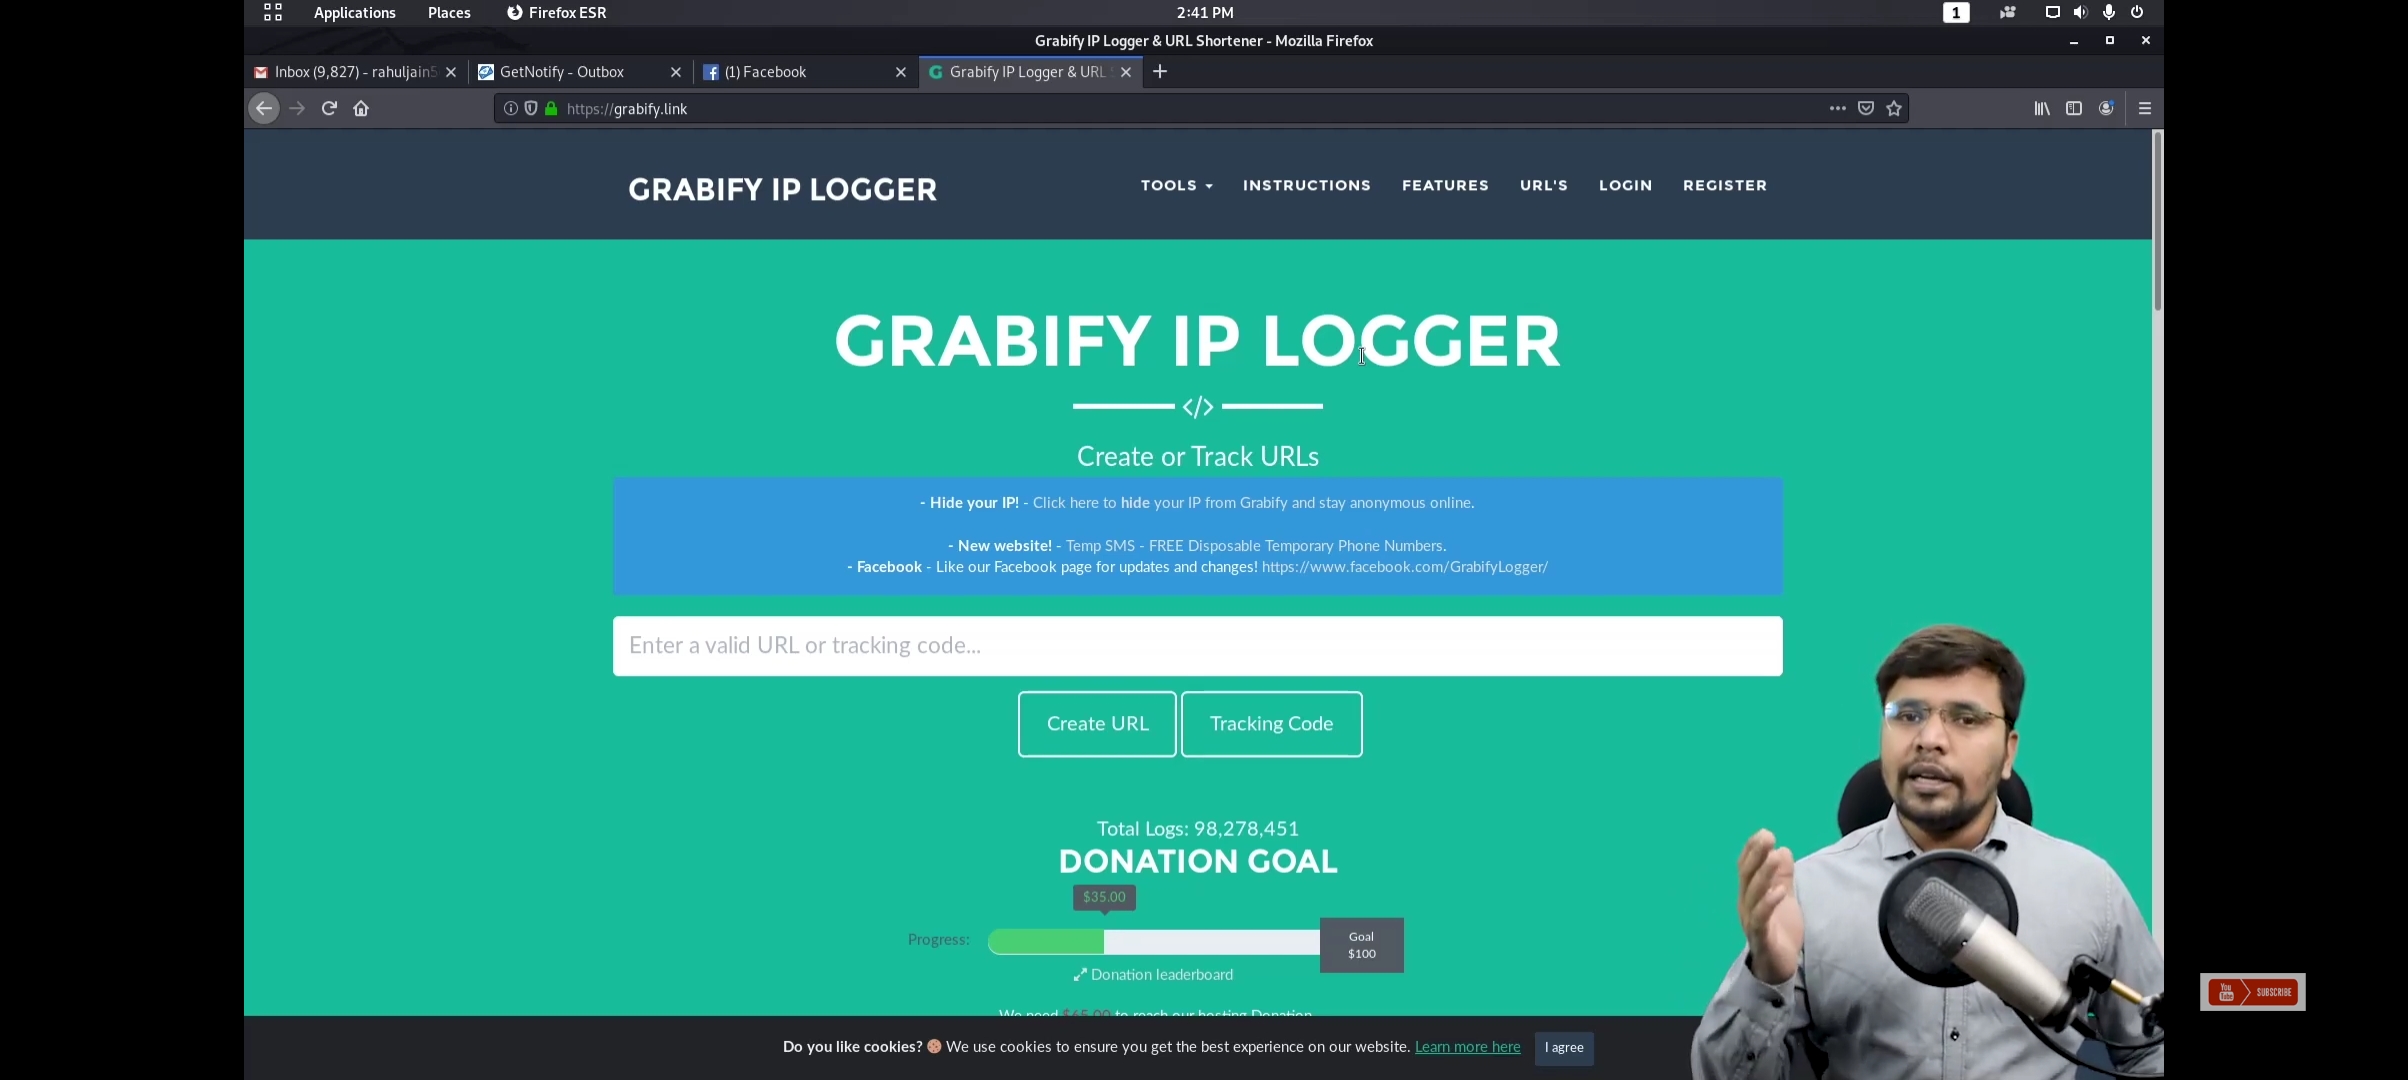 Applications Places Firefox ESR 2:41 PM 1
Grabify IP Logger & URL Shortener - Mozilla Firefox
Inbox (9,827) - rahuljain5 GetNotify - Outbox (1) Facebook Grabify IP Logger & URL S
https://grabify.link
GRABIFY IP LOGGER TOOLS INSTRUCTIONS FEATURES URL'S LOGIN REGISTER
GRABIFY IP LOGGER
</>
Create or Track URLs
- Hide your IP! - Click here to hide your IP from Grabify and stay anonymous online.
- New website! - Temp SMS - FREE Disposable Temporary Phone Numbers.
- Facebook - Like our Facebook page for updates and changes! https://www.facebook.com/GrabifyLogger/
Enter a valid URL or tracking code...
Create URL Tracking Code
Total Logs: 98,278,451
DONATION GOAL
$35.00
Progress: Goal
$100
Donation leaderboard
We need $65.00 to reach our hosting Donation
Do you like cookies? We use cookies to ensure you get the best experience on our website. Learn more here I agree
You Tube SUBSCRIBE